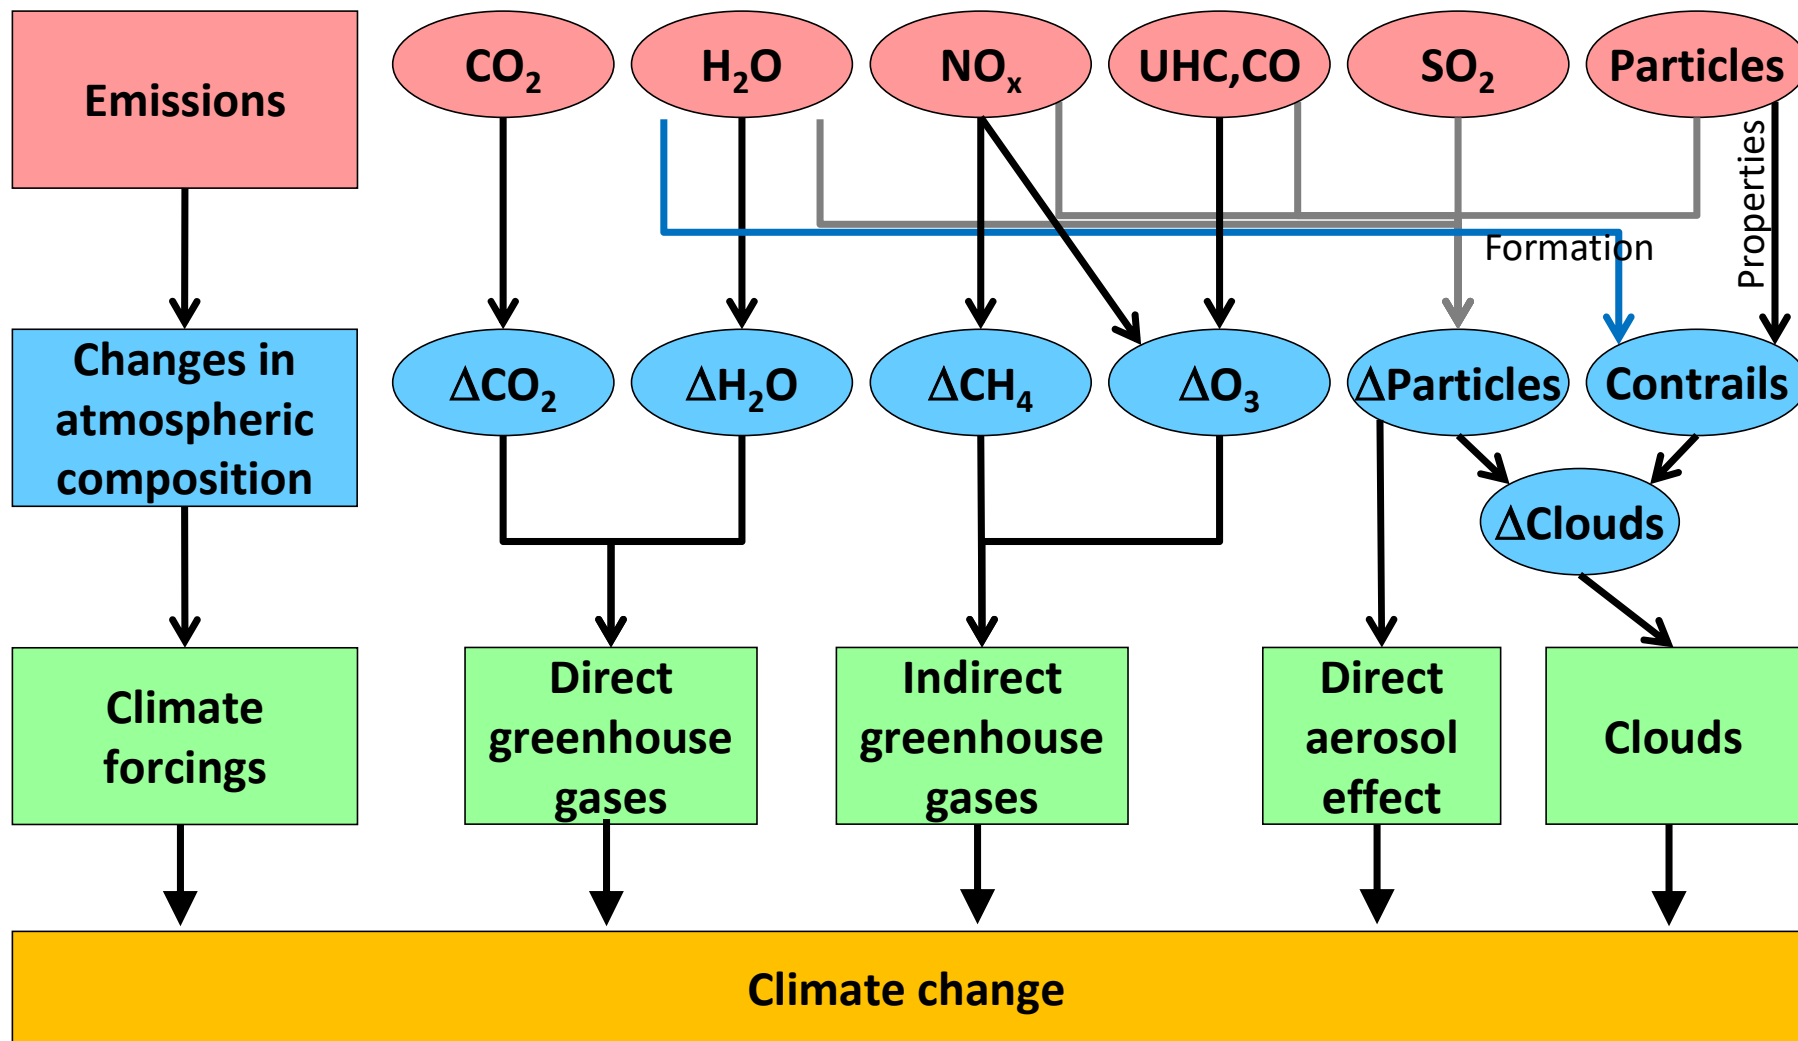 Emissions
CO₂
H₂O
NOₓ
UHC,CO
SO₂
Particles
Properties
Formation
Changes in
atmospheric
composition
ΔCO₂
ΔH₂O
ΔCH₄
ΔO₃
ΔParticles
Contrails
ΔClouds
Climate
forcings
Direct
greenhouse
gases
Indirect
greenhouse
gases
Direct
aerosol
effect
Clouds
Climate change